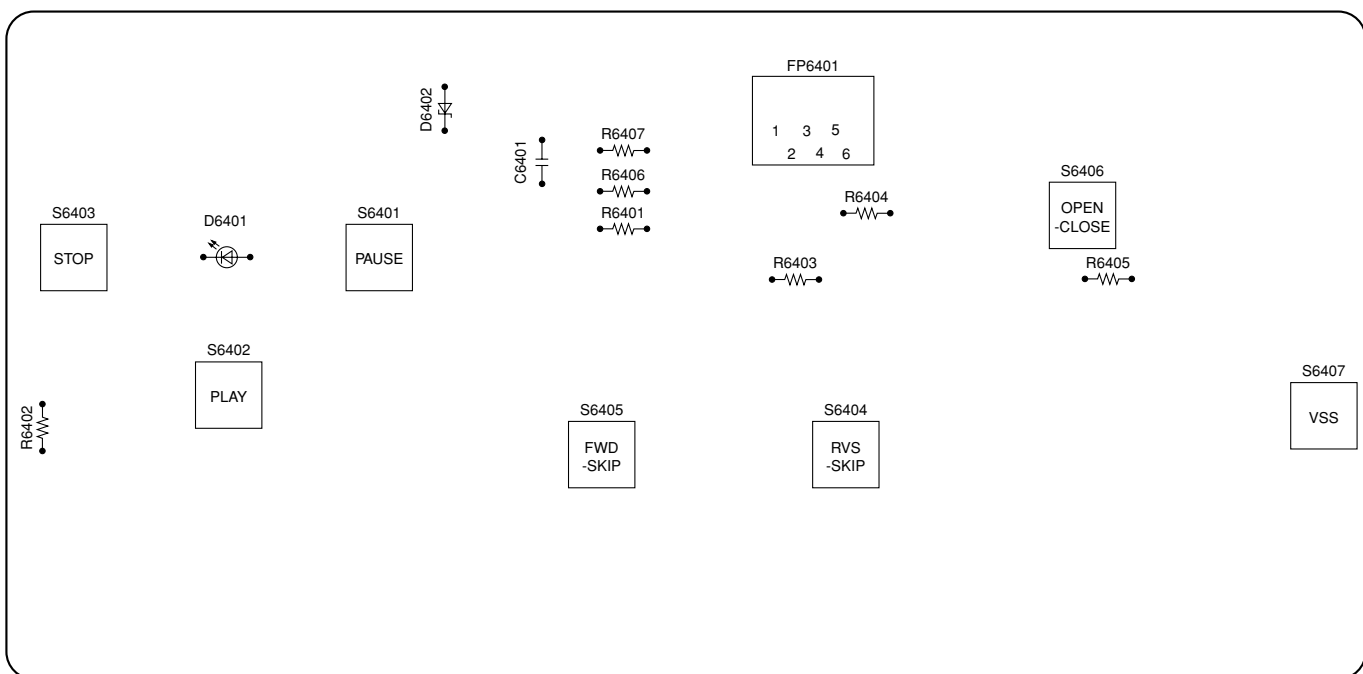 FP6401
D6402
1 3 5
2 4 6
C6401
R6407
R6406
R6401
S6406
OPEN
-CLOSE
R6404
S6403
STOP
D6401
S6401
PAUSE
R6403
R6405
S6402
PLAY
S6407
VSS
R6402
S6405
FWD
-SKIP
S6404
RVS
-SKIP